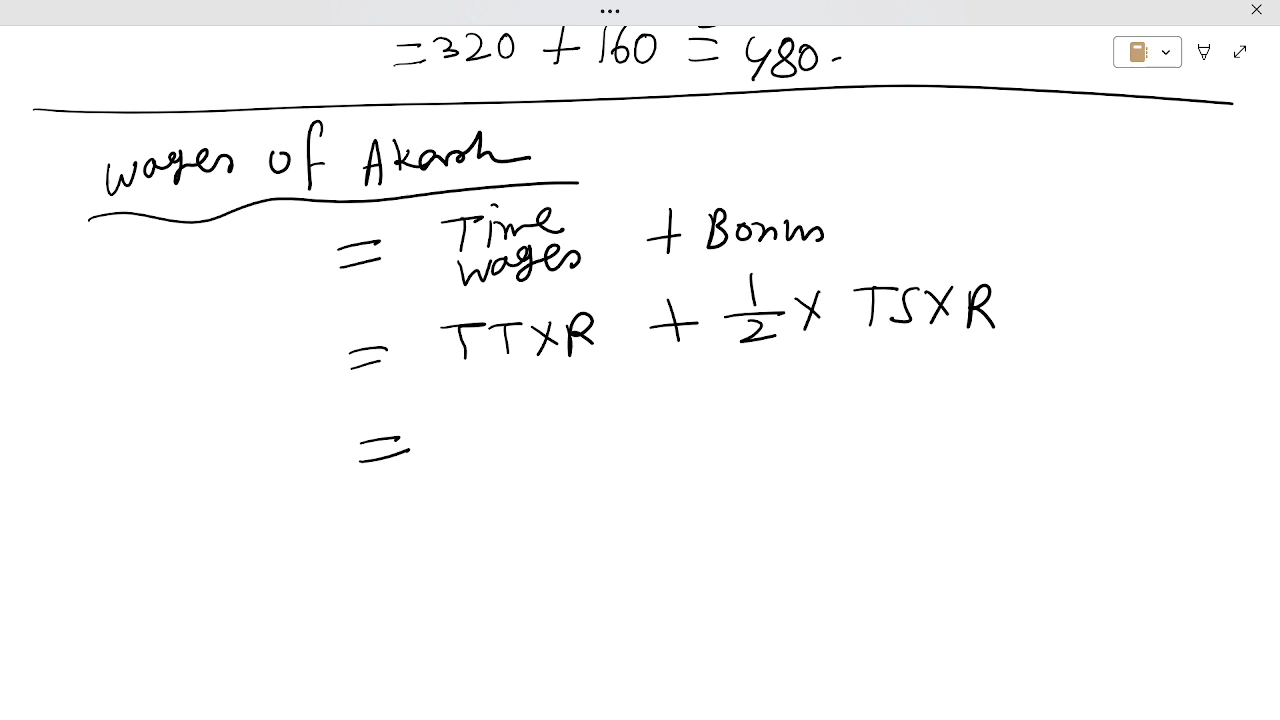 = 320 + 160 = 480.
Wages of Akash
= Time wages + Bonus
= TT X R + 1/2 X TS X R
=